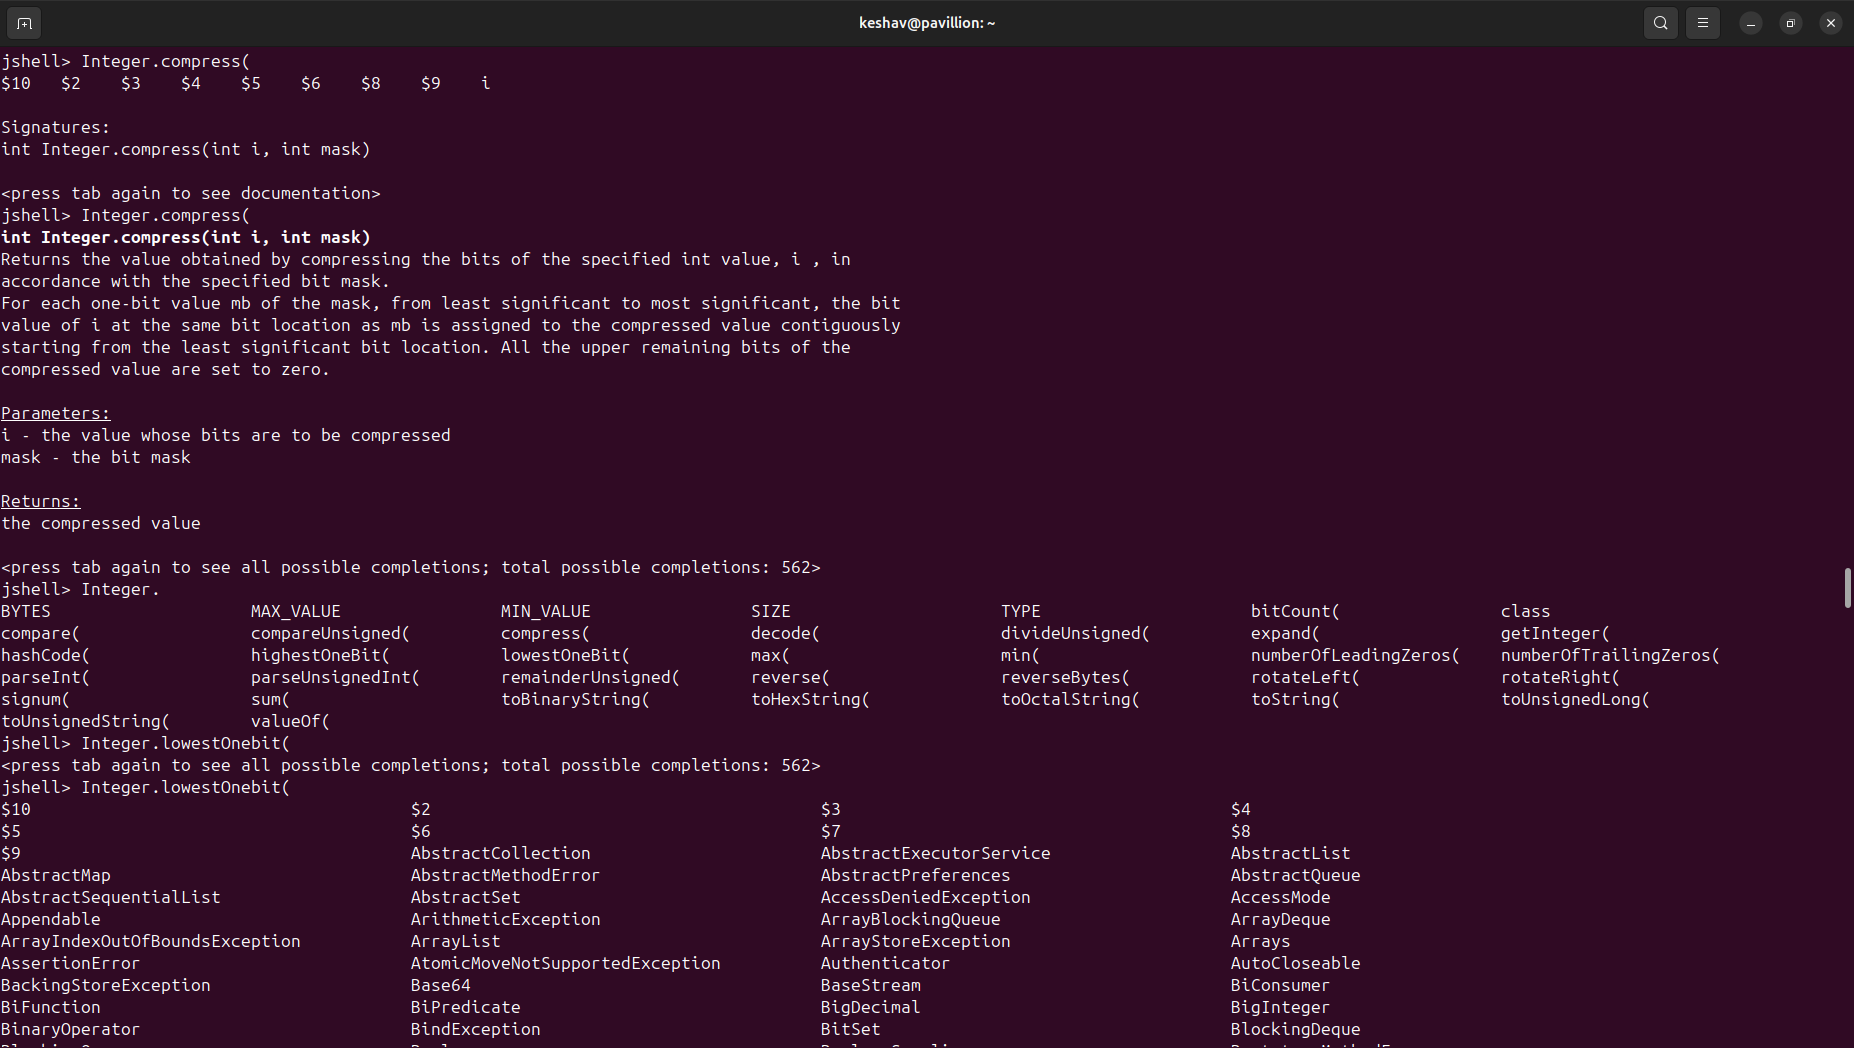 keshav@pavillion: ~
jshell> Integer.compress(
$10   $2    $3    $4    $5    $6    $8    $9    i
Signatures:
int Integer.compress(int i, int mask)
<press tab again to see documentation>
jshell> Integer.compress(
int Integer.compress(int i, int mask)
Returns the value obtained by compressing the bits of the specified int value, i , in
accordance with the specified bit mask.
For each one-bit value mb of the mask, from least significant to most significant, the bit
value of i at the same bit location as mb is assigned to the compressed value contiguously
starting from the least significant bit location. All the upper remaining bits of the
compressed value are set to zero.
Parameters:
i - the value whose bits are to be compressed
mask - the bit mask
Returns:
the compressed value
<press tab again to see all possible completions; total possible completions: 562>
jshell> Integer.
BYTES MAX_VALUE MIN_VALUE SIZE TYPE bitCount( class
compare( compareUnsigned( compress( decode( divideUnsigned( expand( getInteger(
hashCode( highestOneBit( lowestOneBit( max( min( numberOfLeadingZeros( numberOfTrailingZeros(
parseInt( parseUnsignedInt( remainderUnsigned( reverse( reverseBytes( rotateLeft( rotateRight(
signum( sum( toBinaryString( toHexString( toOctalString( toString( toUnsignedLong(
toUnsignedString( valueOf(
jshell> Integer.lowestOnebit(
<press tab again to see all possible completions; total possible completions: 562>
jshell> Integer.lowestOnebit(
$10 $2 $3 $4
$5 $6 $7 $8
$9 AbstractCollection AbstractExecutorService AbstractList
AbstractMap AbstractMethodError AbstractPreferences AbstractQueue
AbstractSequentialList AbstractSet AccessDeniedException AccessMode
Appendable ArithmeticException ArrayBlockingQueue ArrayDeque
ArrayIndexOutOfBoundsException ArrayList ArrayStoreException Arrays
AssertionError AtomicMoveNotSupportedException Authenticator AutoCloseable
BackingStoreException Base64 BaseStream BiConsumer
BiFunction BiPredicate BigDecimal BigInteger
BinaryOperator BindException BitSet BlockingDeque